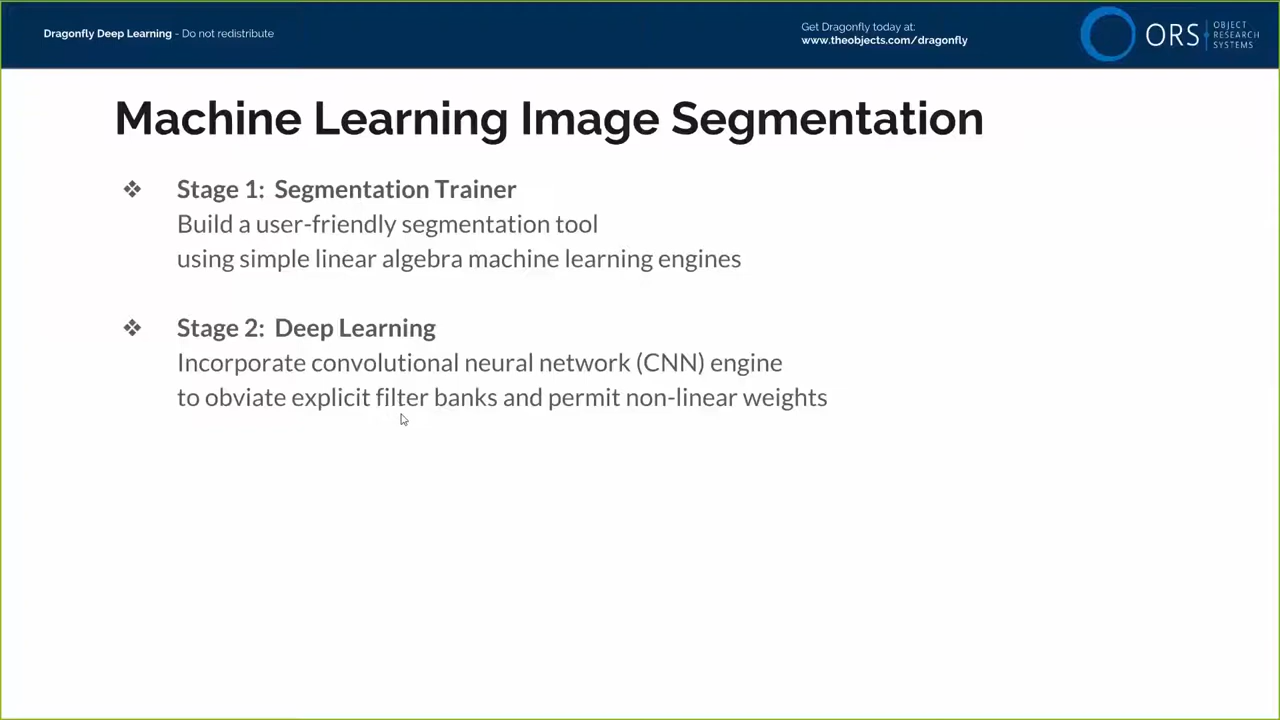 Dragonfly Deep Learning - Do not redistribute
Get Dragonfly today at:
www.theobjects.com/dragonfly
ORS
OBJECT
RESEARCH
SYSTEMS
Machine Learning Image Segmentation
❖ Stage 1: Segmentation Trainer
Build a user-friendly segmentation tool
using simple linear algebra machine learning engines
❖ Stage 2: Deep Learning
Incorporate convolutional neural network (CNN) engine
to obviate explicit filter banks and permit non-linear weights